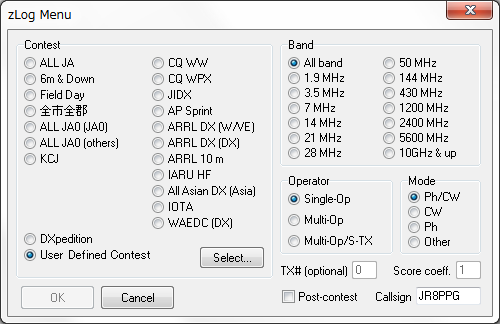 zLog Menu
Contest
ALL JA
6m & Down
Field Day
全市全郡
ALL JA0 (JA0)
ALL JA0 (others)
KCJ
CQ WW
CQ WPX
JIDX
AP Sprint
ARRL DX (W/VE)
ARRL DX (DX)
ARRL 10 m
IARU HF
All Asian DX (Asia)
IOTA
WAEDC (DX)
DXpedition
User Defined Contest
Select...
OK
Cancel
Band
All band
1.9 MHz
3.5 MHz
7 MHz
14 MHz
21 MHz
28 MHz
50 MHz
144 MHz
430 MHz
1200 MHz
2400 MHz
5600 MHz
10GHz & up
Operator
Single-Op
Multi-Op
Multi-Op/S-TX
Mode
Ph/CW
CW
Ph
Other
TX# (optional) 0
Score coeff. 1
Post-contest
Callsign JR8PPG